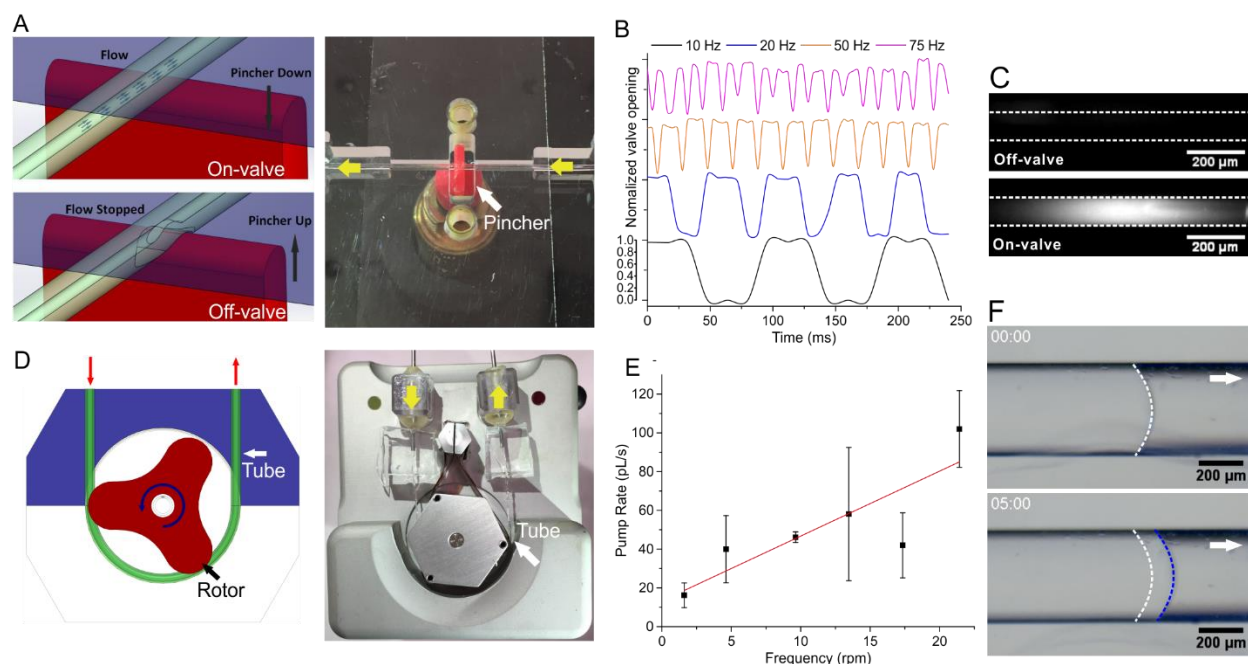 A
Flow
Pincher Down
On-valve
Flow Stopped
Pincher Up
Off-valve
Pincher
B
10 Hz 20 Hz 50 Hz 75 Hz
Nomalized valve opening
1.0
0.8
0.6
0.4
0.2
0.0
0 50 100 150 200 250
Time (ms)
C
Off-valve
200 μm
On-valve
200 μm
D
Tube
Rotor
Tube
E
Pump Rate (pL/s)
140
120
100
80
60
40
20
0
0 5 10 15 20
Frequency (rpm)
F
00:00
200 μm
05:00
200 μm